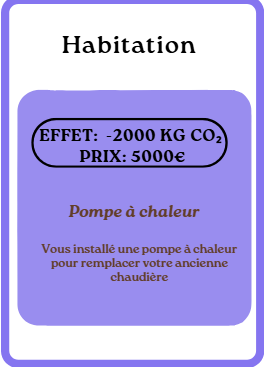 Habitation
EFFET: -2000 KG CO₂
PRIX: 5000€
Pompe à chaleur
Vous installé une pompe à chaleur
pour remplacer votre ancienne
chaudière